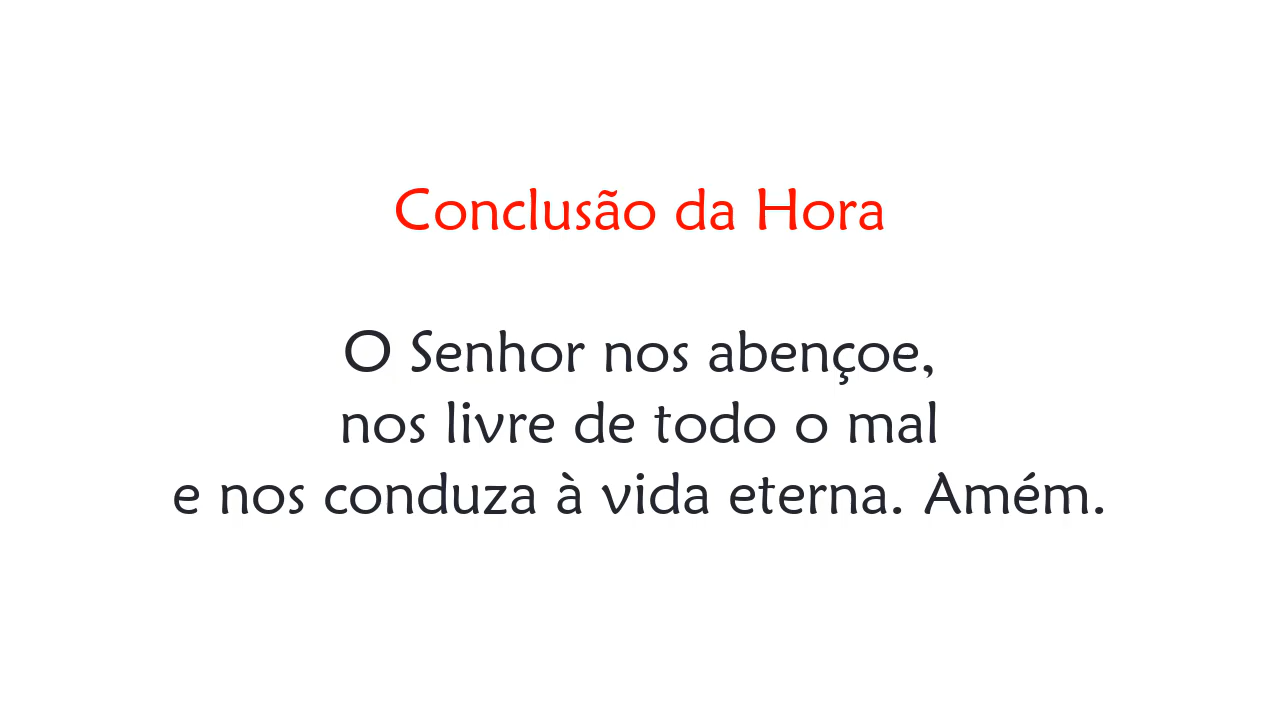 Conclusão da Hora
O Senhor nos abençoe,
nos livre de todo o mal
e nos conduza à vida eterna. Amém.